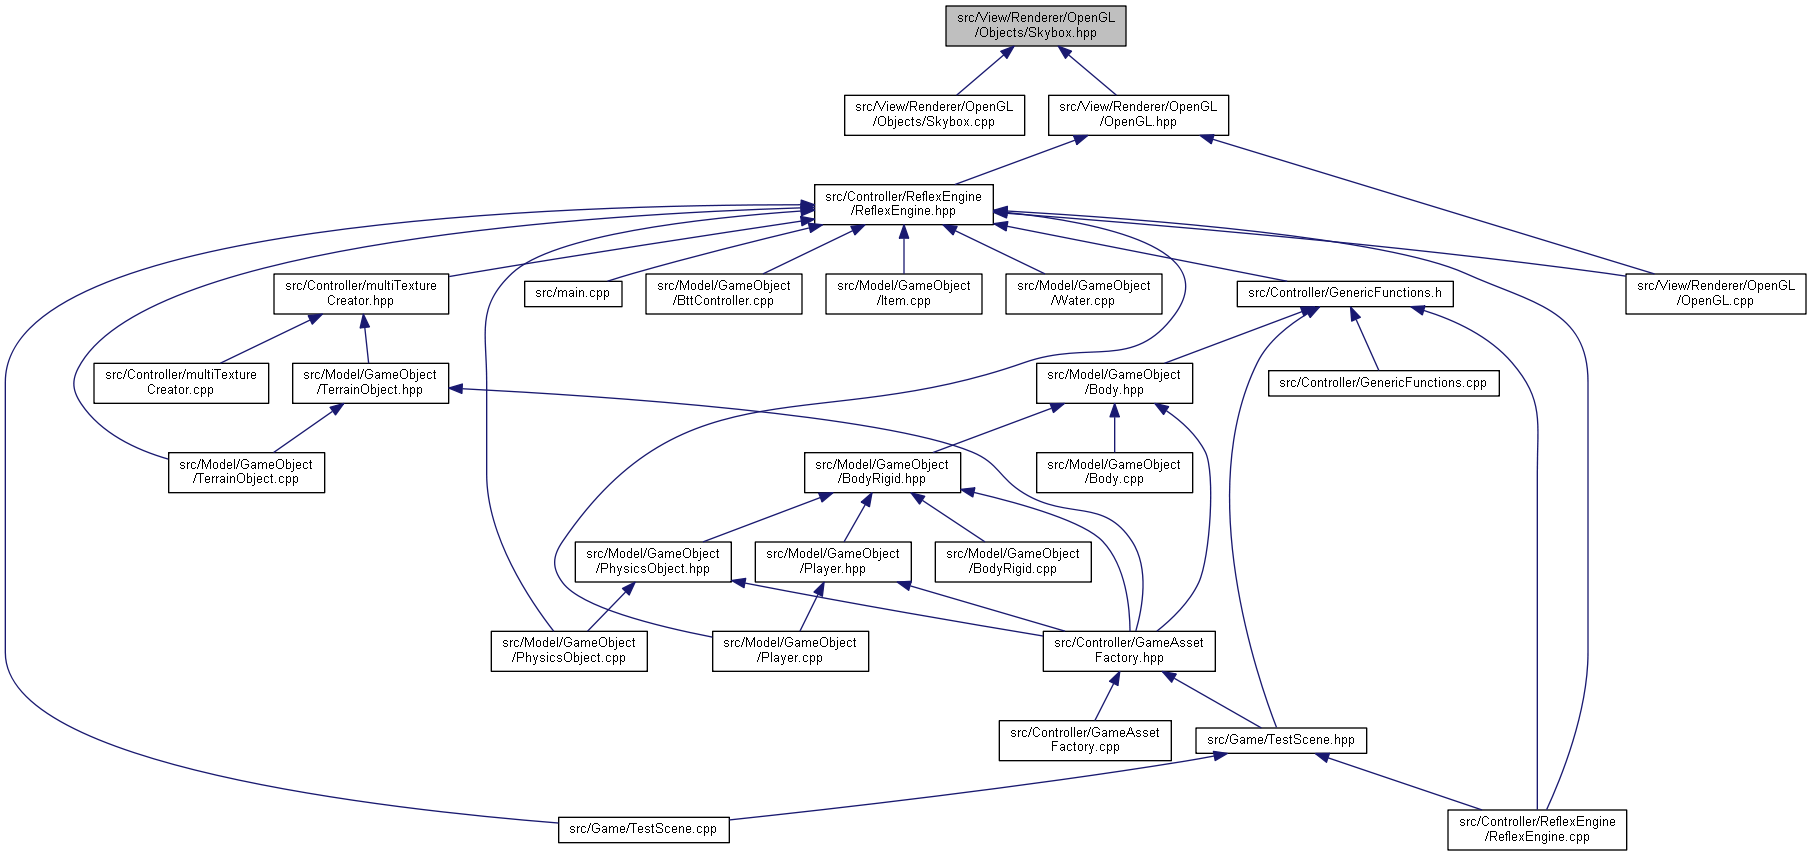 src/View/Renderer/OpenGL
/Objects/Skybox.hpp
src/View/Renderer/OpenGL
/Objects/Skybox.cpp
src/View/Renderer/OpenGL
/OpenGL.hpp
src/Controller/ReflexEngine
/ReflexEngine.hpp
src/Controller/multiTexture
Creator.hpp
src/main.cpp
src/Model/GameObject
/BttController.cpp
src/Model/GameObject
/Item.cpp
src/Model/GameObject
/Water.cpp
src/Controller/GenericFunctions.h
src/View/Renderer/OpenGL
/OpenGL.cpp
src/Controller/multiTexture
Creator.cpp
src/Model/GameObject
/TerrainObject.hpp
src/Model/GameObject
/Body.hpp
src/Controller/GenericFunctions.cpp
src/Model/GameObject
/TerrainObject.cpp
src/Model/GameObject
/BodyRigid.hpp
src/Model/GameObject
/Body.cpp
src/Model/GameObject
/PhysicsObject.hpp
src/Model/GameObject
/Player.hpp
src/Model/GameObject
/BodyRigid.cpp
src/Model/GameObject
/PhysicsObject.cpp
src/Model/GameObject
/Player.cpp
src/Controller/GameAsset
Factory.hpp
src/Controller/GameAsset
Factory.cpp
src/Game/TestScene.hpp
src/Game/TestScene.cpp
src/Controller/ReflexEngine
/ReflexEngine.cpp